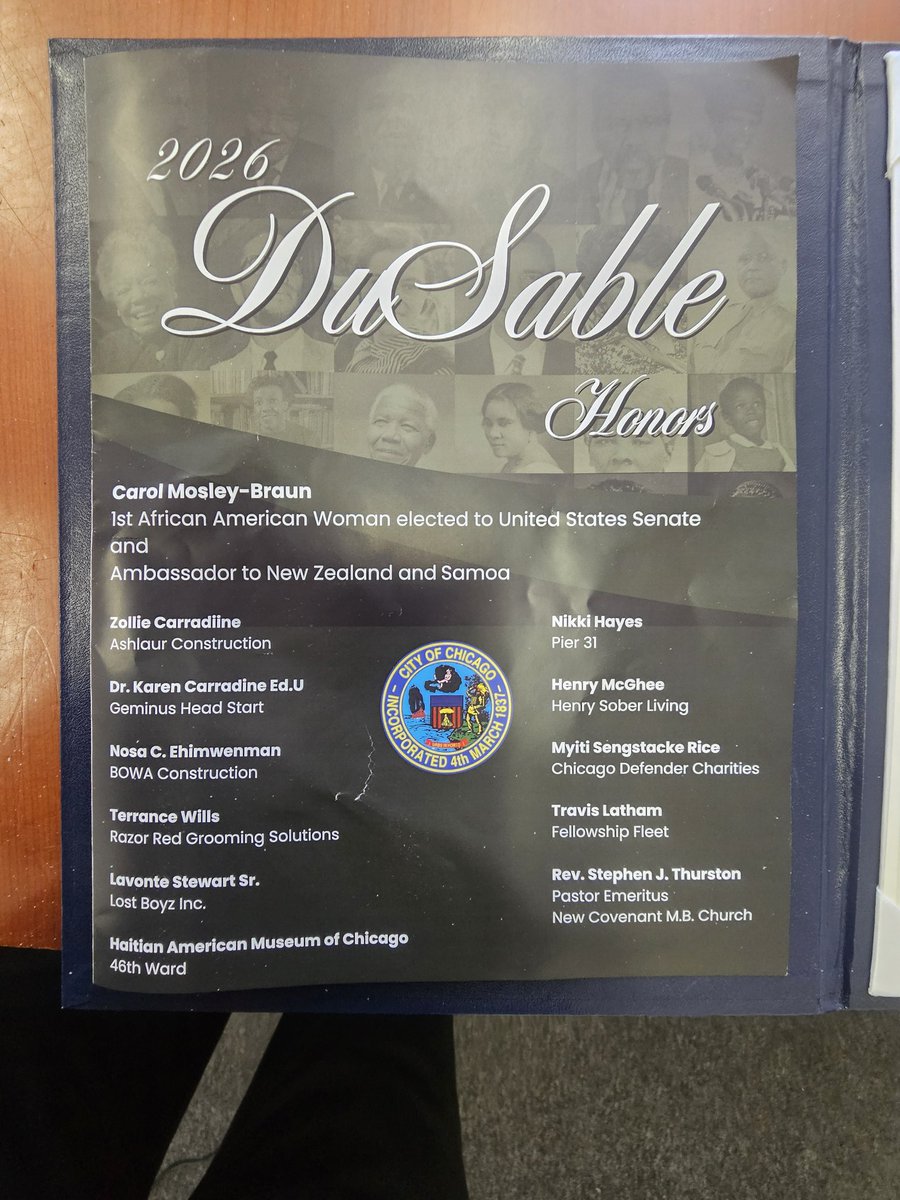 2026
DuSable
Honors
Carol Mosley-Braun
1st African American Woman elected to United States Senate
and
Ambassador to New Zealand and Samoa
Zollie Carradiine
Ashlaur Construction
Dr. Karen Carradine Ed.U
Geminus Head Start
Nosa C. Ehimwenman
BOWA Construction
Terrance Wills
Razor Red Grooming Solutions
Lavonte Stewart Sr.
Lost Boyz Inc.
Haitian American Museum of Chicago
46th Ward
CITY OF CHICAGO
INCORPORATED 4th MARCH 1837
Nikki Hayes
Pier 31
Henry McGhee
Henry Sober Living
Myiti Sengstacke Rice
Chicago Defender Charities
Travis Latham
Fellowship Fleet
Rev. Stephen J. Thurston
Pastor Emeritus
New Covenant M.B. Church